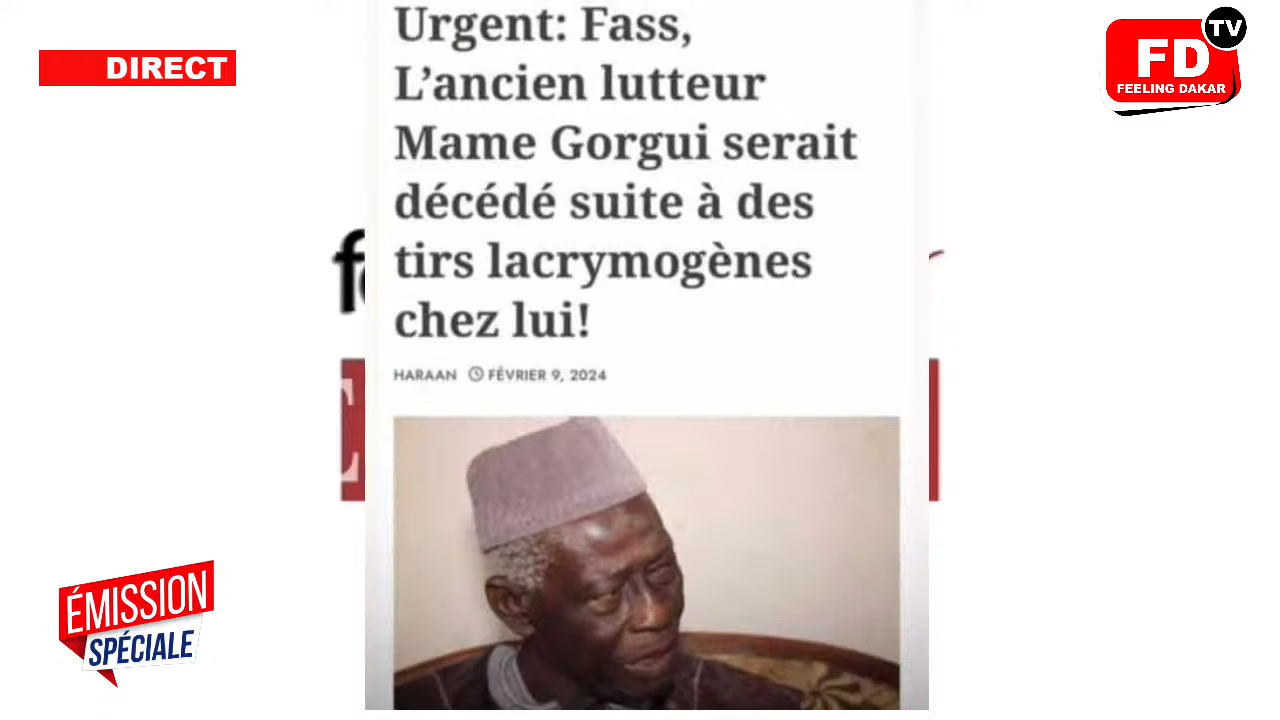 Urgent: Fass,
L’ancien lutteur
Mame Gorgui serait
décédé suite à des
tirs lacrymogènes
chez lui!
HARAAN FÉVRIER 9, 2024
DIRECT
FD TV
FEELING DAKAR
ÉMISSION
SPÉCIALE